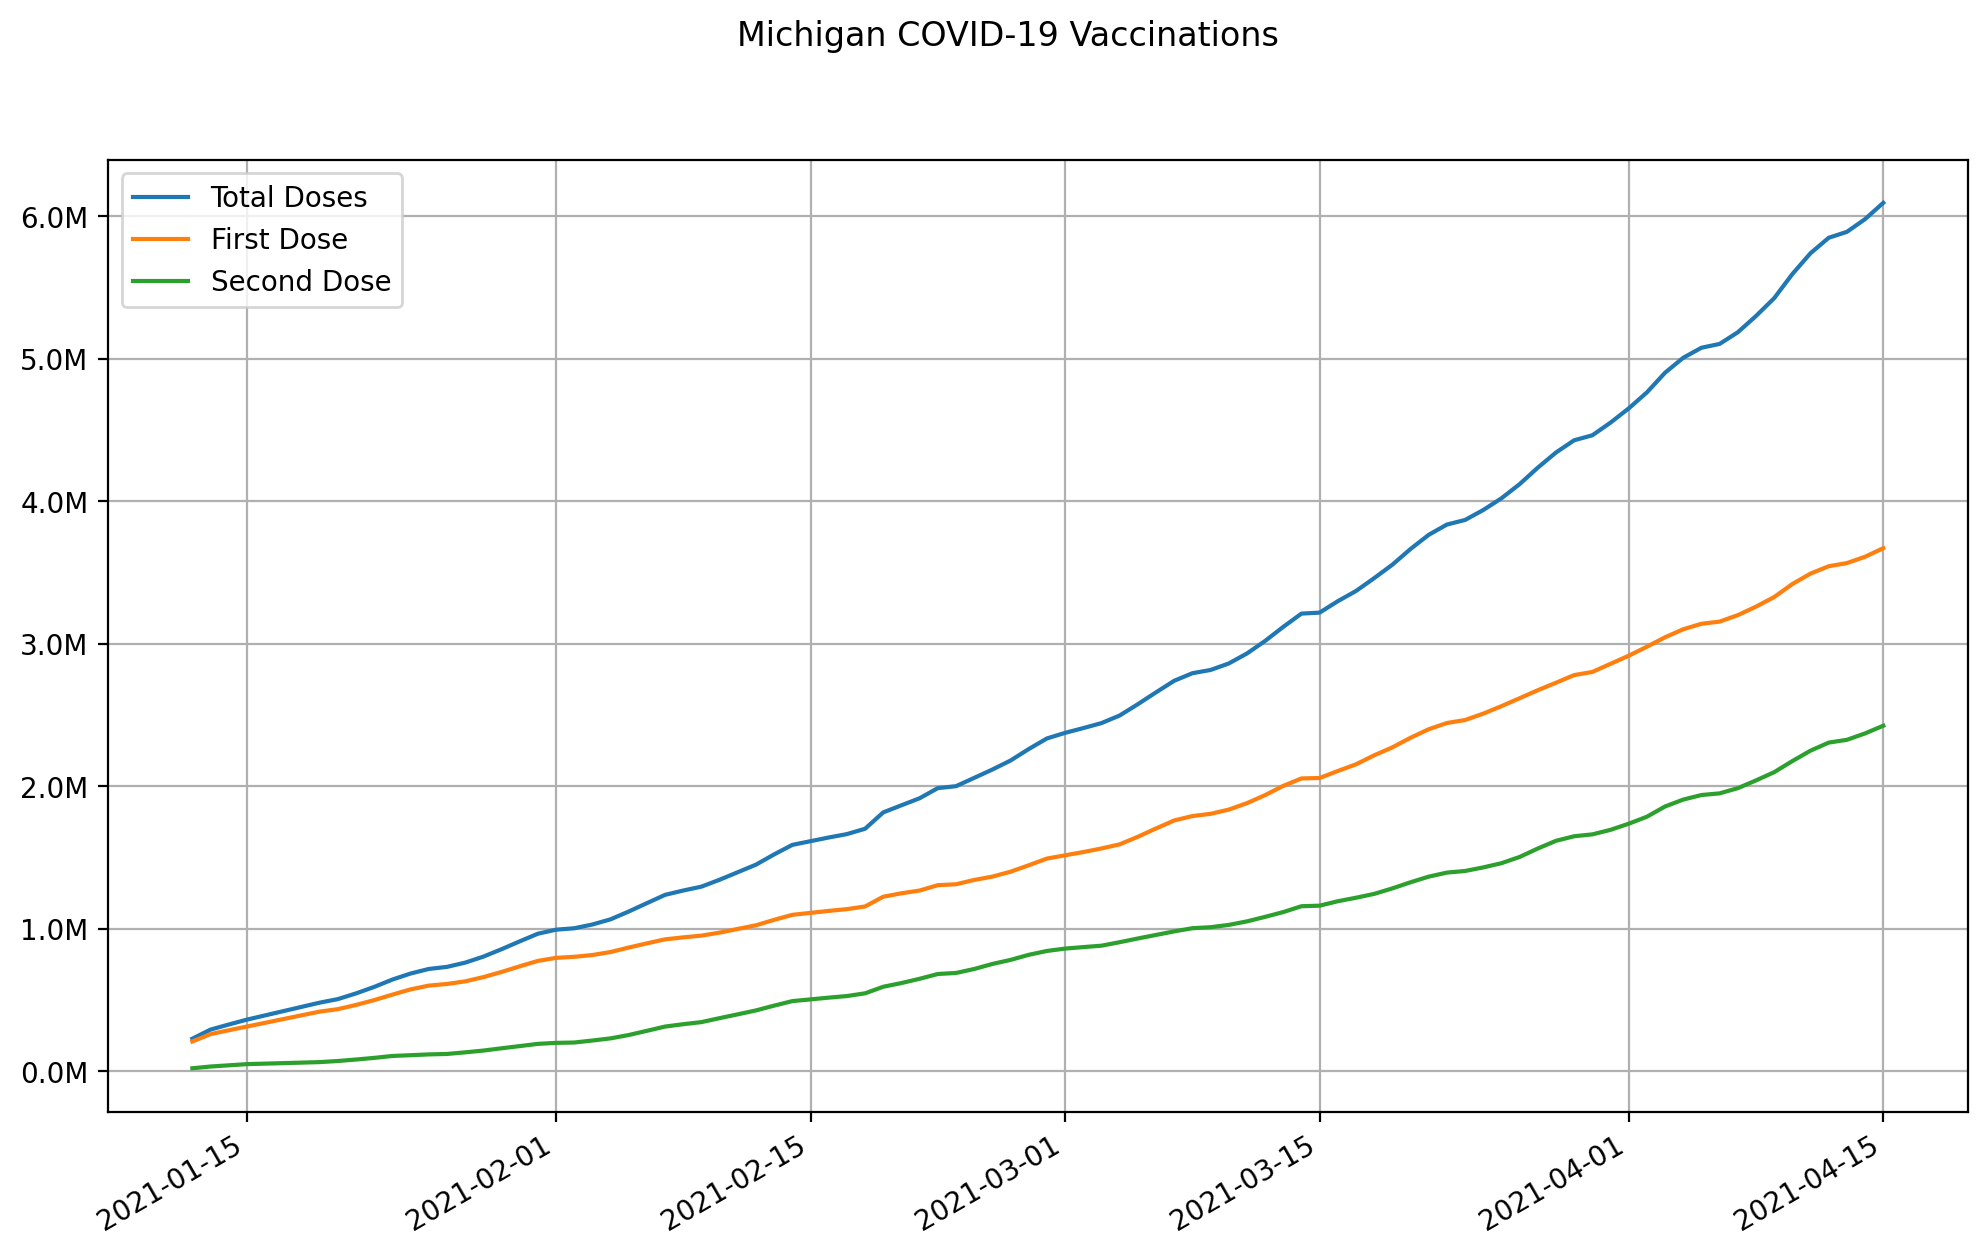 Michigan COVID-19 Vaccinations
Total Doses
First Dose
Second Dose
6.0M
5.0M
4.0M
3.0M
2.0M
1.0M
0.0M
2021-01-15
2021-02-01
2021-02-15
2021-03-01
2021-03-15
2021-04-01
2021-04-15